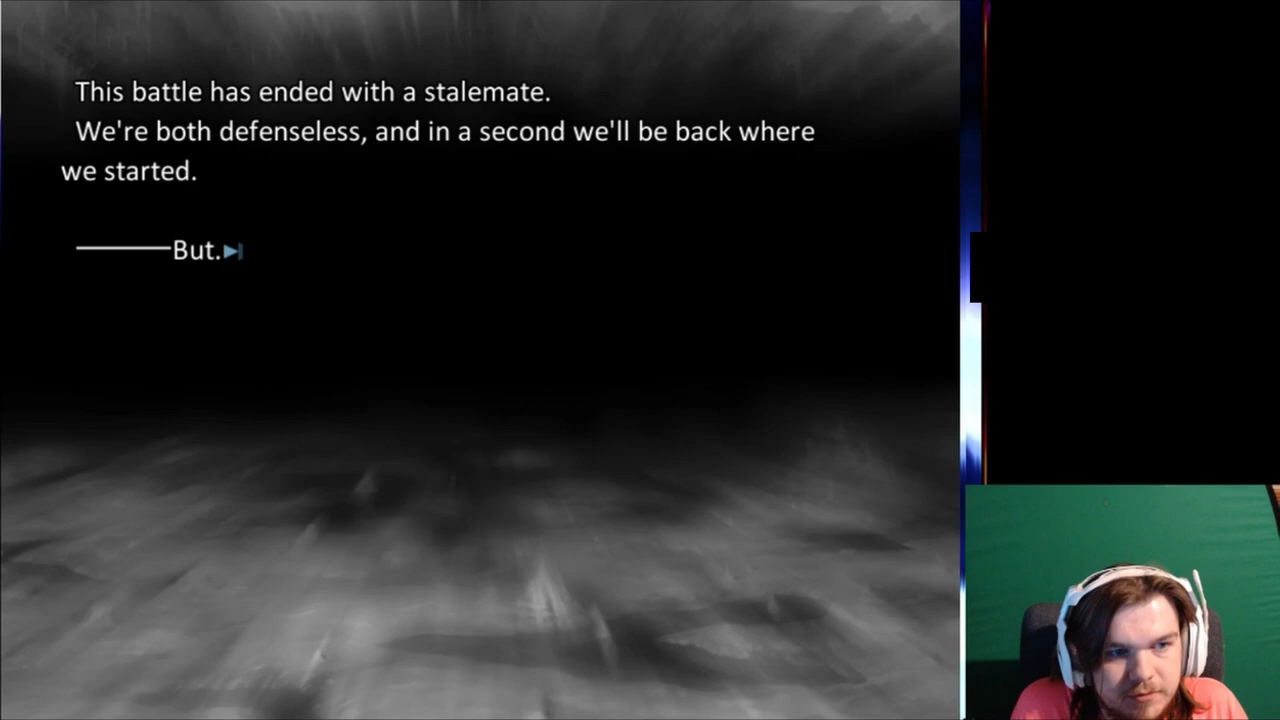 This battle has ended with a stalemate.
We're both defenseless, and in a second we'll be back where
we started.
———But.